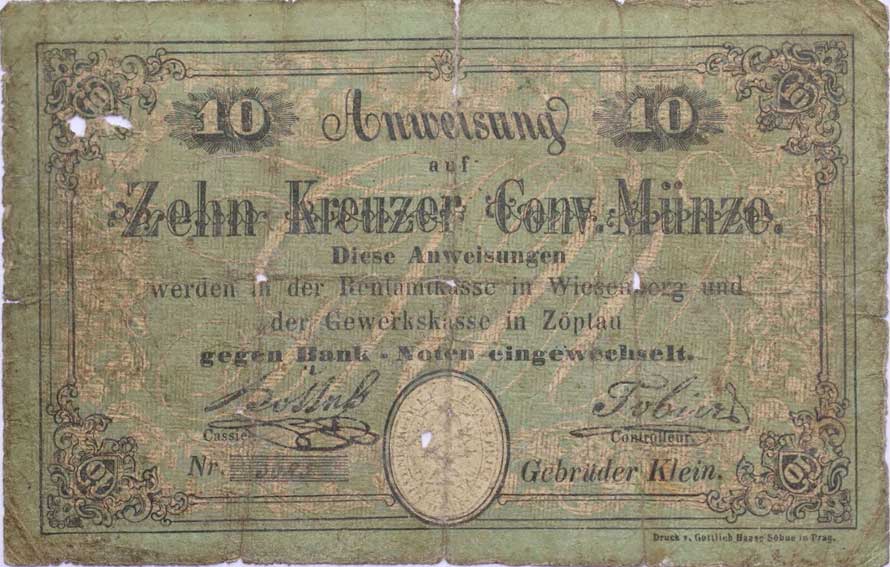 10 Anweisung 10
auf
Zehn Kreuzer Conv. Münze.
Diese Anweisungen
werden in der Rentamtkasse in Wiesenberg und
der Gewerkskasse in Zöptau
gegen Bank-Noten eingewechselt.
Cassier
Controlleur
Nr.
Gebrüder Klein.
Druck v. Gottlieb Haase Söhne in Prag.